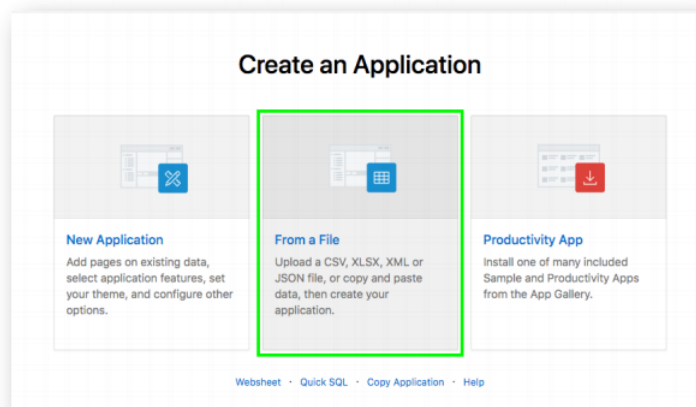 Create an Application
New Application
Add pages on existing data,
select application features, set
your theme, and configure other
options.
From a File
Upload a CSV, XLSX, XML or
JSON file, or copy and paste
data, then create your
application.
Productivity App
Install one of many included
Sample and Productivity Apps
from the App Gallery.
Websheet · Quick SQL · Copy Application · Help